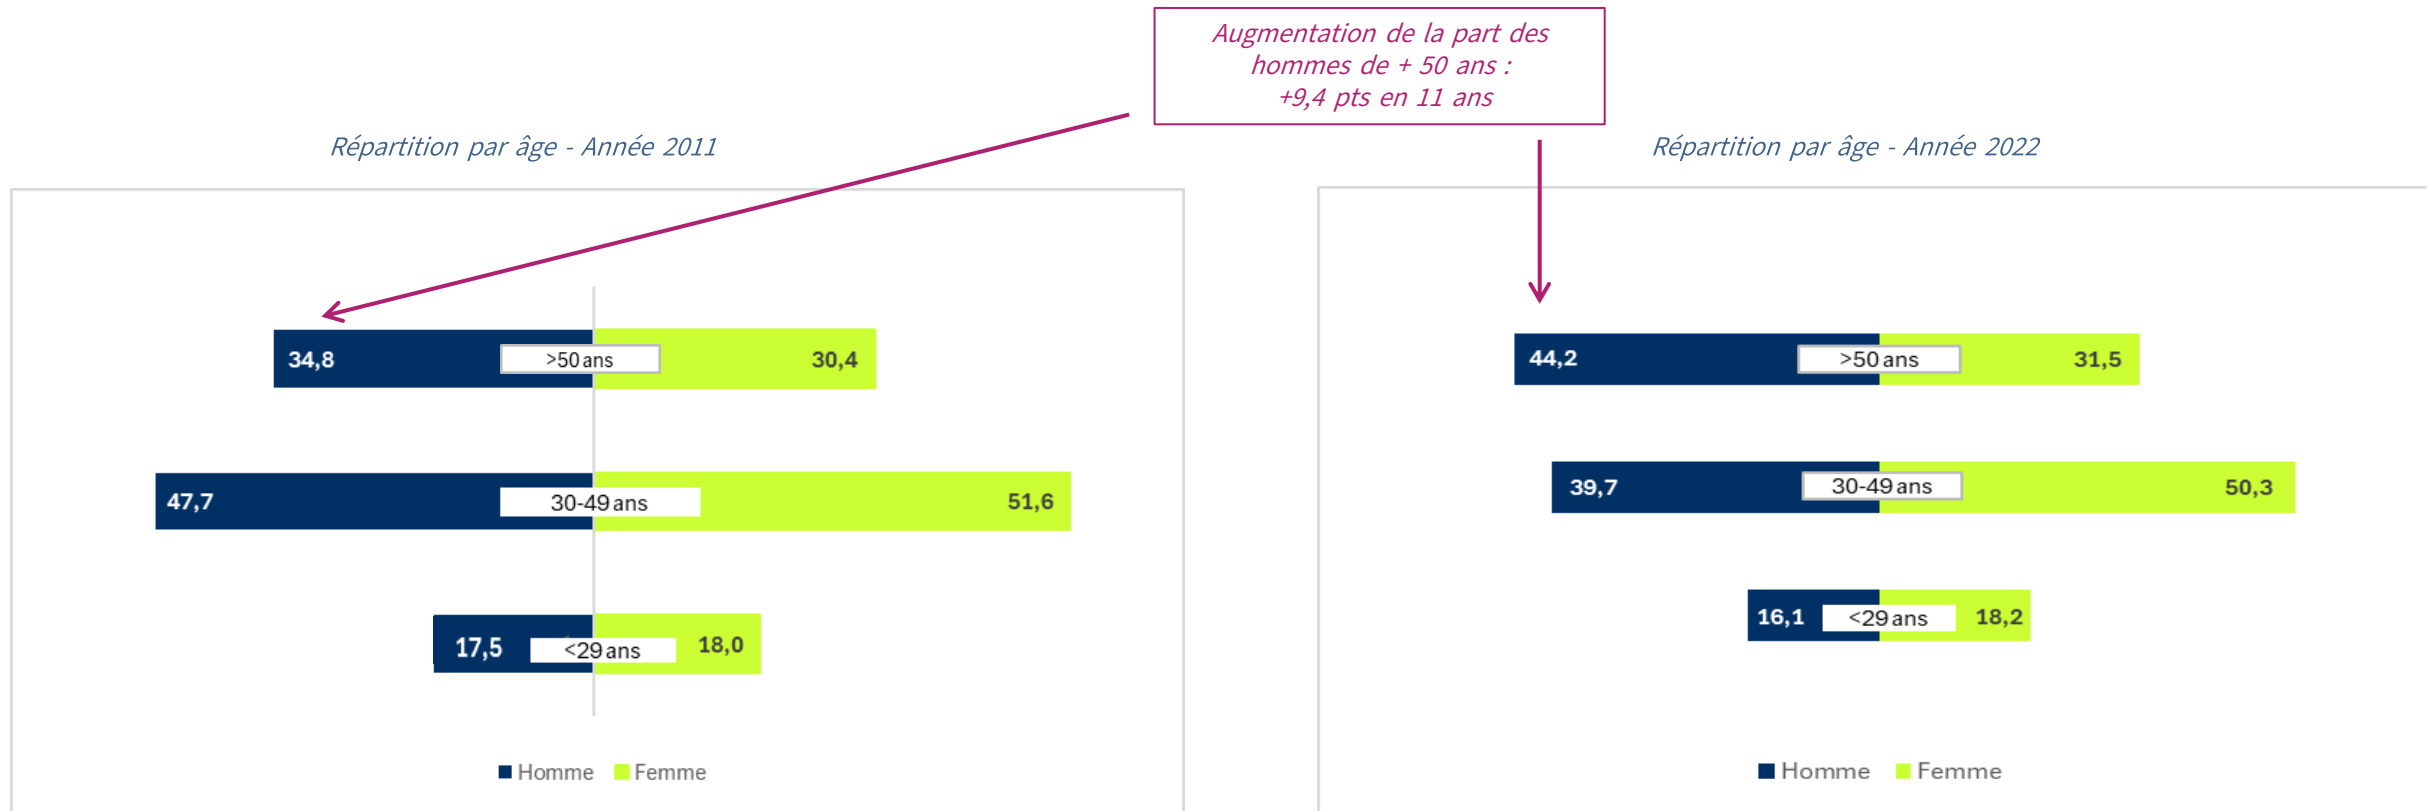 Augmentation de la part des
hommes de + 50 ans :
+9,4 pts en 11 ans
Répartition par âge - Année 2011
34,8
>50 ans
30,4
47,7
30-49 ans
51,6
17,5
<29 ans
18,0
Homme
Femme
Répartition par âge - Année 2022
44,2
>50 ans
31,5
39,7
30-49 ans
50,3
16,1
<29 ans
18,2
Homme
Femme